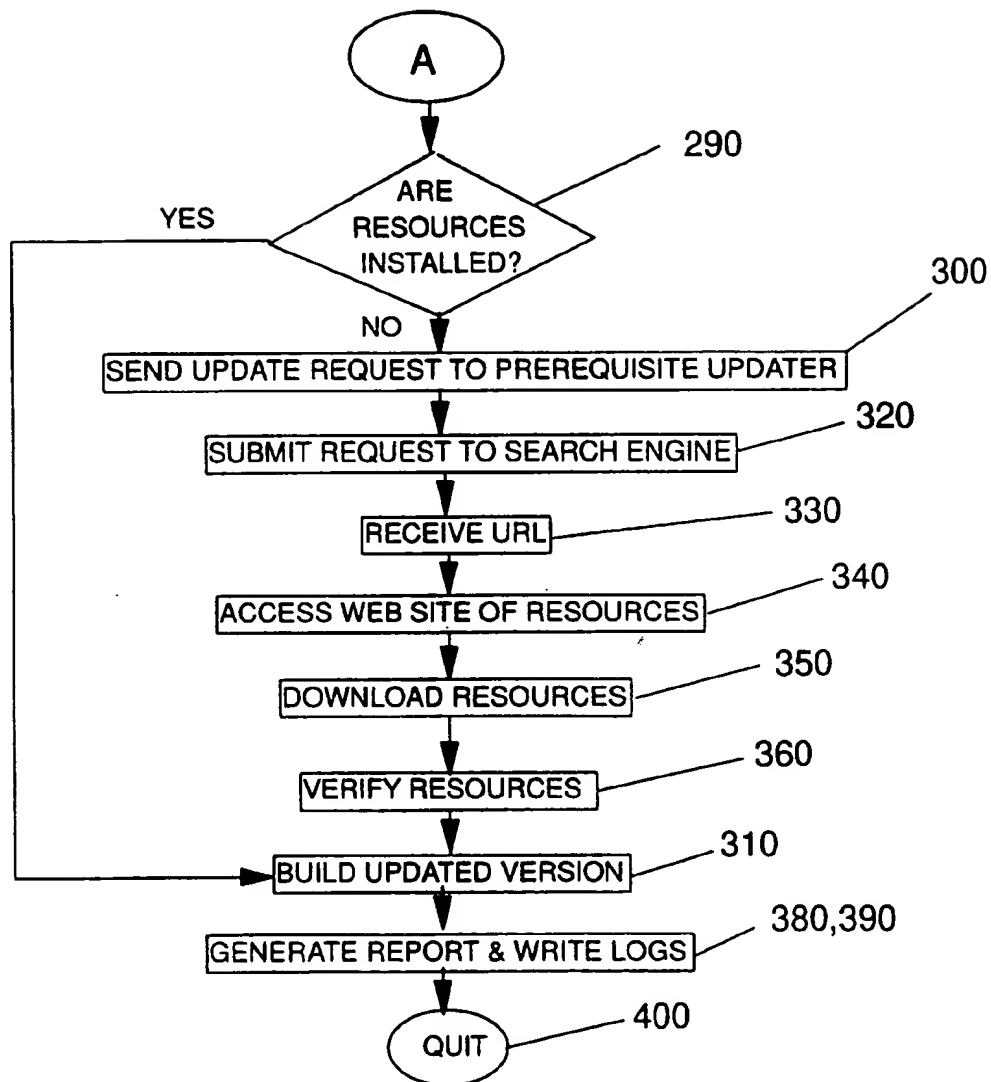 A
290
ARE
RESOURCES
INSTALLED?
YES
300
NO
SEND UPDATE REQUEST TO PREREQUISITE UPDATER
320
SUBMIT REQUEST TO SEARCH ENGINE
330
RECEIVE URL
340
ACCESS WEB SITE OF RESOURCES
350
DOWNLOAD RESOURCES
360
VERIFY RESOURCES
310
BUILD UPDATED VERSION
380,390
GENERATE REPORT & WRITE LOGS
400
QUIT